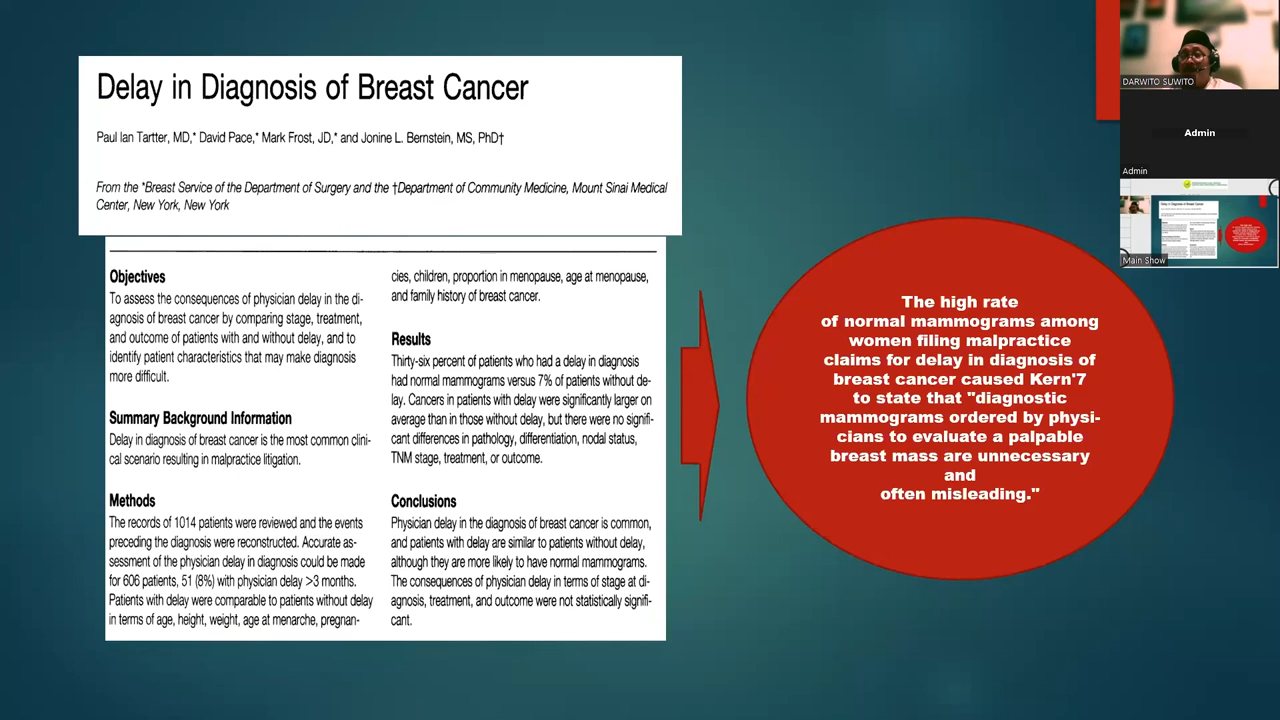 Delay in Diagnosis of Breast Cancer
Paul Ian Tartter, MD,* David Pace,* Mark Frost, JD,* and Jonine L. Bernstein, MS, PhD†
From the *Breast Service of the Department of Surgery and the †Department of Community Medicine, Mount Sinai Medical
Center, New York, New York
Objectives
To assess the consequences of physician delay in the di-
agnosis of breast cancer by comparing stage, treatment,
and outcome of patients with and without delay, and to
identify patient characteristics that may make diagnosis
more difficult.
Summary Background Information
Delay in diagnosis of breast cancer is the most common clini-
cal scenario resulting in malpractice litigation.
Methods
The records of 1014 patients were reviewed and the events
preceding the diagnosis were reconstructed. Accurate as-
sessment of the physician delay in diagnosis could be made
for 606 patients, 51 (8%) with physician delay >3 months.
Patients with delay were comparable to patients without delay
in terms of age, height, weight, age at menarche, pregnan-
cies, children, proportion in menopause, age at menopause,
and family history of breast cancer.
Results
Thirty-six percent of patients who had a delay in diagnosis
had normal mammograms versus 7% of patients without de-
lay. Cancers in patients with delay were significantly larger on
average than in those without delay, but there were no signifi-
cant differences in pathology, differentiation, nodal status,
TNM stage, treatment, or outcome.
Conclusions
Physician delay in the diagnosis of breast cancer is common,
and patients with delay are similar to patients without delay,
although they are more likely to have normal mammograms.
The consequences of physician delay in terms of stage at di-
agnosis, treatment, and outcome were not statistically signifi-
cant.
The high rate
of normal mammograms among
women filing malpractice
claims for delay in diagnosis of
breast cancer caused Kern'7
to state that "diagnostic
mammograms ordered by physi-
cians to evaluate a palpable
breast mass are unnecessary
and
often misleading."
DARWITO SUWITO
Admin
Admin
Delay in Diagnosis of Breast Cancer
Main Show